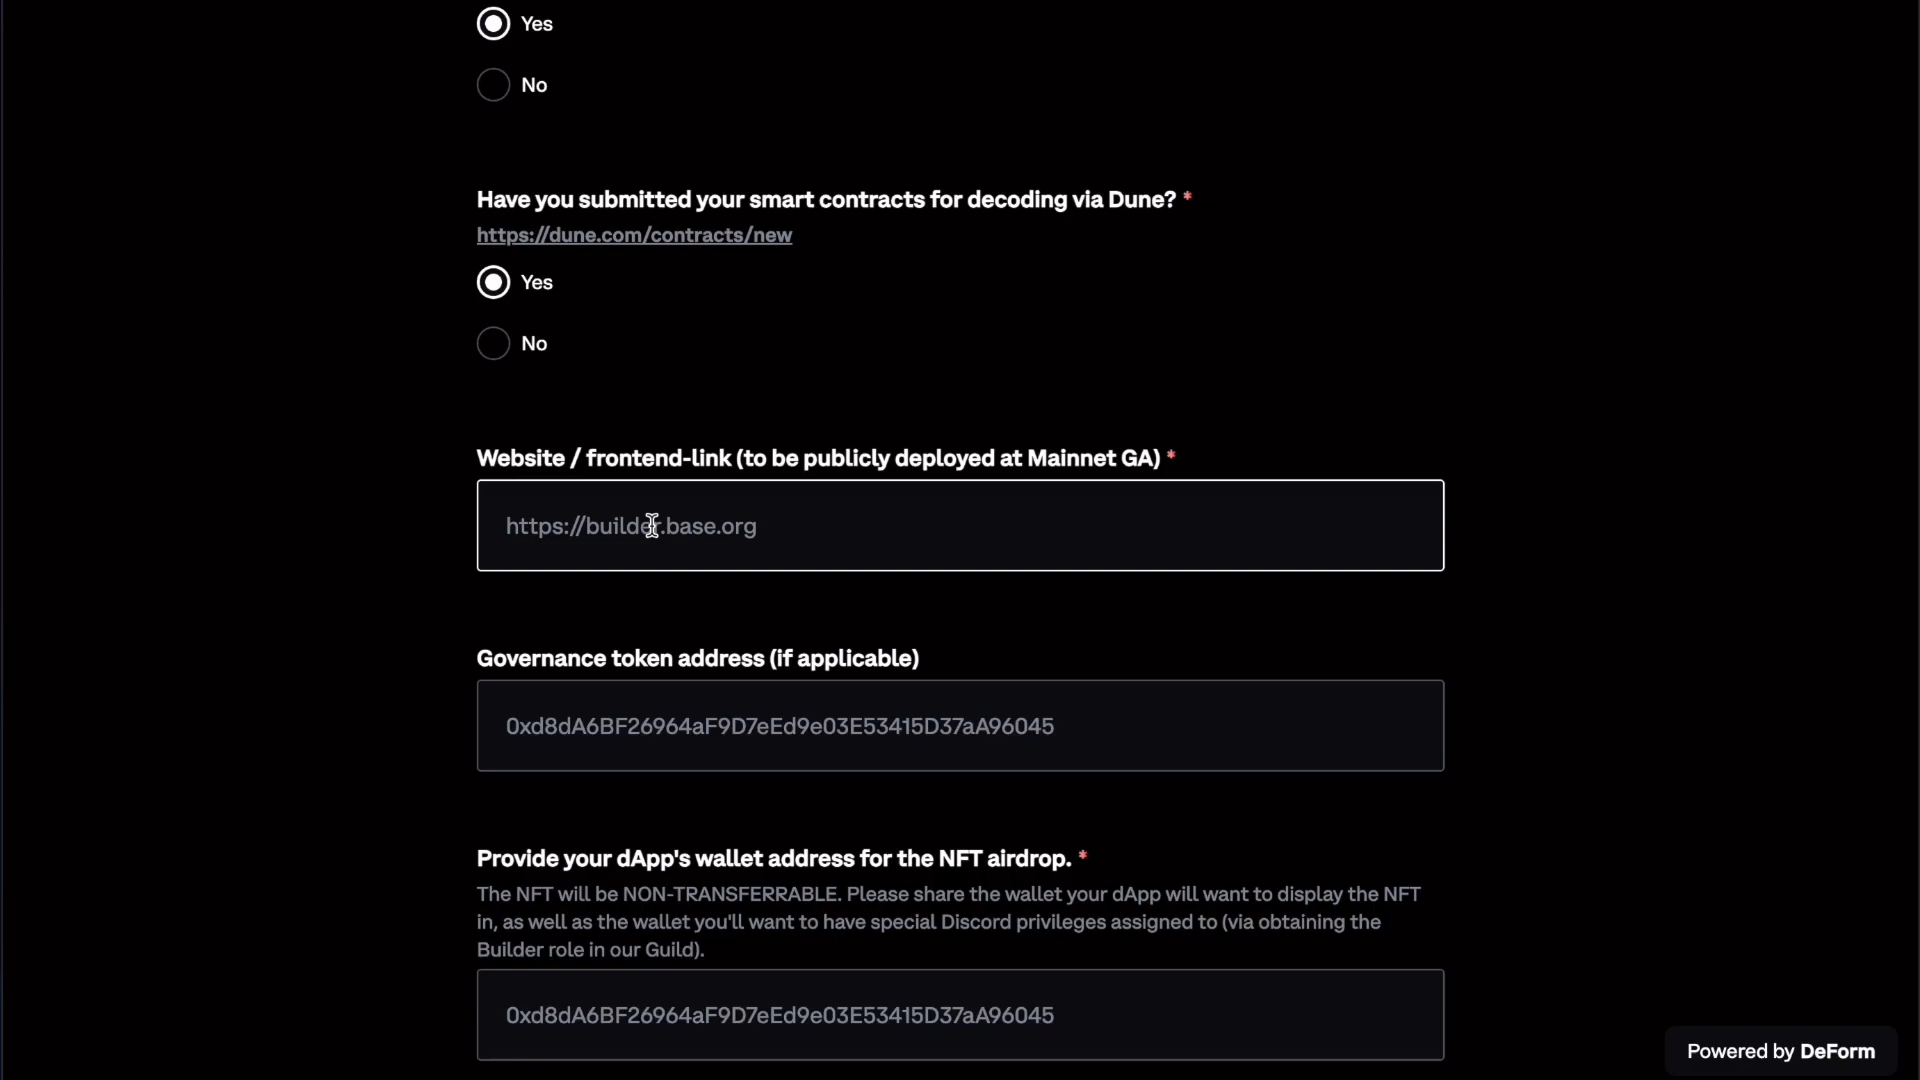 Yes
No
Have you submitted your smart contracts for decoding via Dune? *
https://dune.com/contracts/new
Yes
No
Website / frontend-link (to be publicly deployed at Mainnet GA) *
https://builder.base.org
Governance token address (if applicable)
0xd8dA6BF26964aF9D7eEd9e03E53415D37aA96045
Provide your dApp's wallet address for the NFT airdrop. *
The NFT will be NON-TRANSFERRABLE. Please share the wallet your dApp will want to display the NFT
in, as well as the wallet you'll want to have special Discord privileges assigned to (via obtaining the
Builder role in our Guild).
0xd8dA6BF26964aF9D7eEd9e03E53415D37aA96045
Powered by DeForm